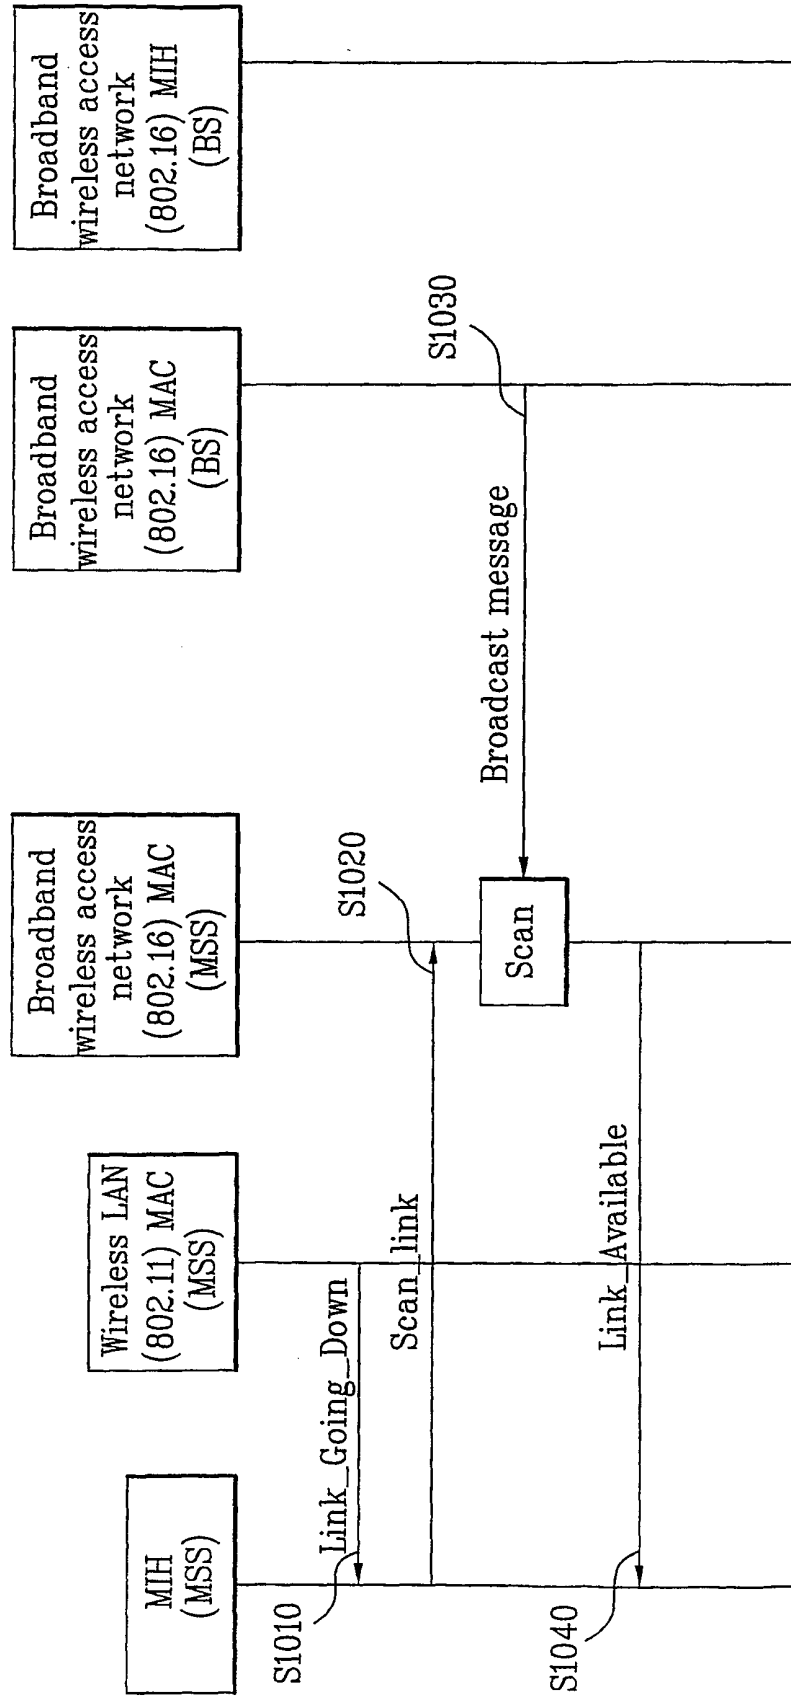 MIH
(MSS)
Wireless LAN
(802.11) MAC
(MSS)
Broadband
wireless access
network
(802.16) MAC
(MSS)
Broadband
wireless access
network
(802.16) MAC
(BS)
Broadband
wireless access
network
(802.16) MIH
(BS)
S1010
Link_Going_Down
Scan_link
S1020
Scan
Broadcast message
S1030
S1040
Link_Available